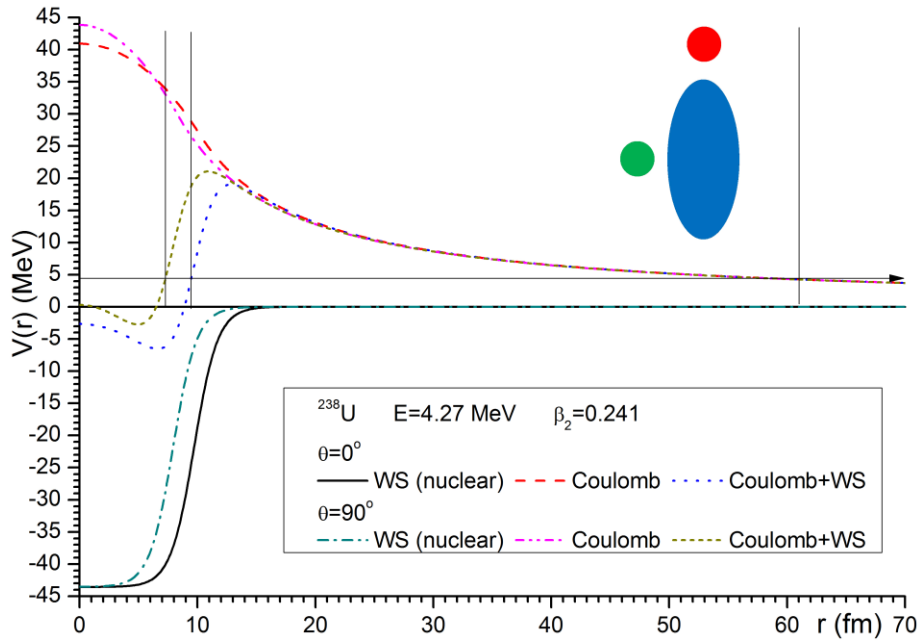 45
40
35
30
25
20
15
10
5
0
-5
-10
-15
-20
-25
-30
-35
-40
-45
V(r) (MeV)
²³⁸U E=4.27 MeV β₂=0.241
θ=0°
WS (nuclear) Coulomb Coulomb+WS
θ=90°
WS (nuclear) Coulomb Coulomb+WS
0 10 20 30 40 50 60 r (fm) 70